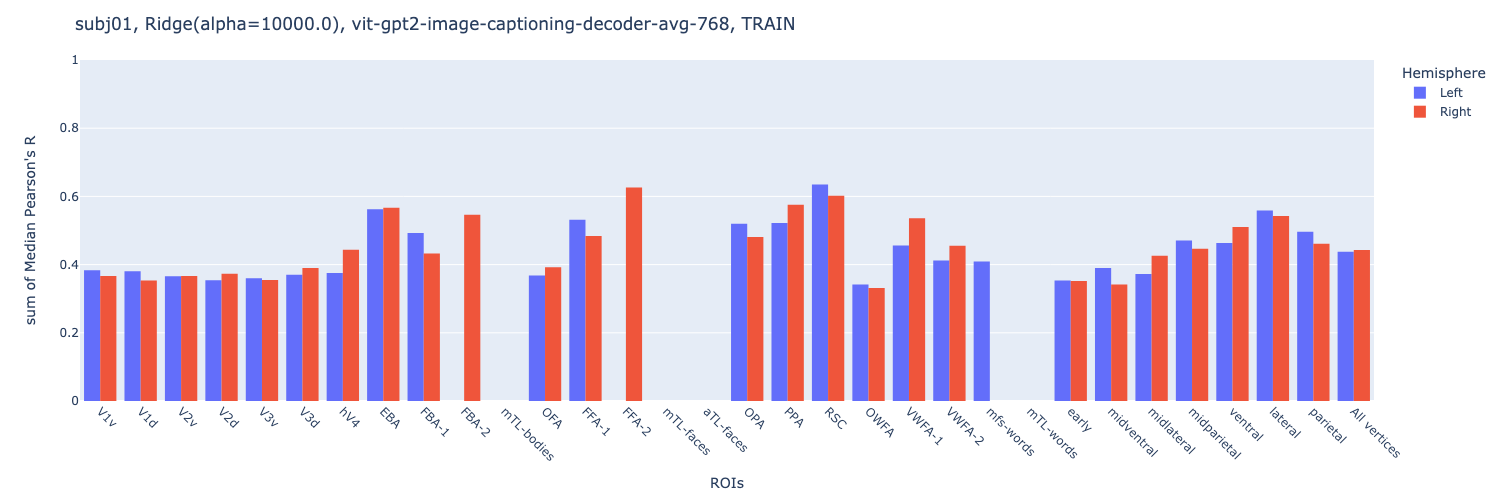 subj01, Ridge(alpha=10000.0), vit-gpt2-image-captioning-decoder-avg-768, TRAIN
Hemisphere
Left
Right
sum of Median Pearson's R
1
0.8
0.6
0.4
0.2
0
V1v
V1d
V2v
V2d
V3v
V3d
hV4
EBA
FBA-1
FBA-2
mTL-bodies
OFA
FFA-1
FFA-2
mTL-faces
aTL-faces
OPA
PPA
RSC
OWFA
VWFA-1
VWFA-2
mfs-words
mTL-words
early
midventral
midlateral
midparietal
ventral
lateral
parietal
All vertices
ROIs